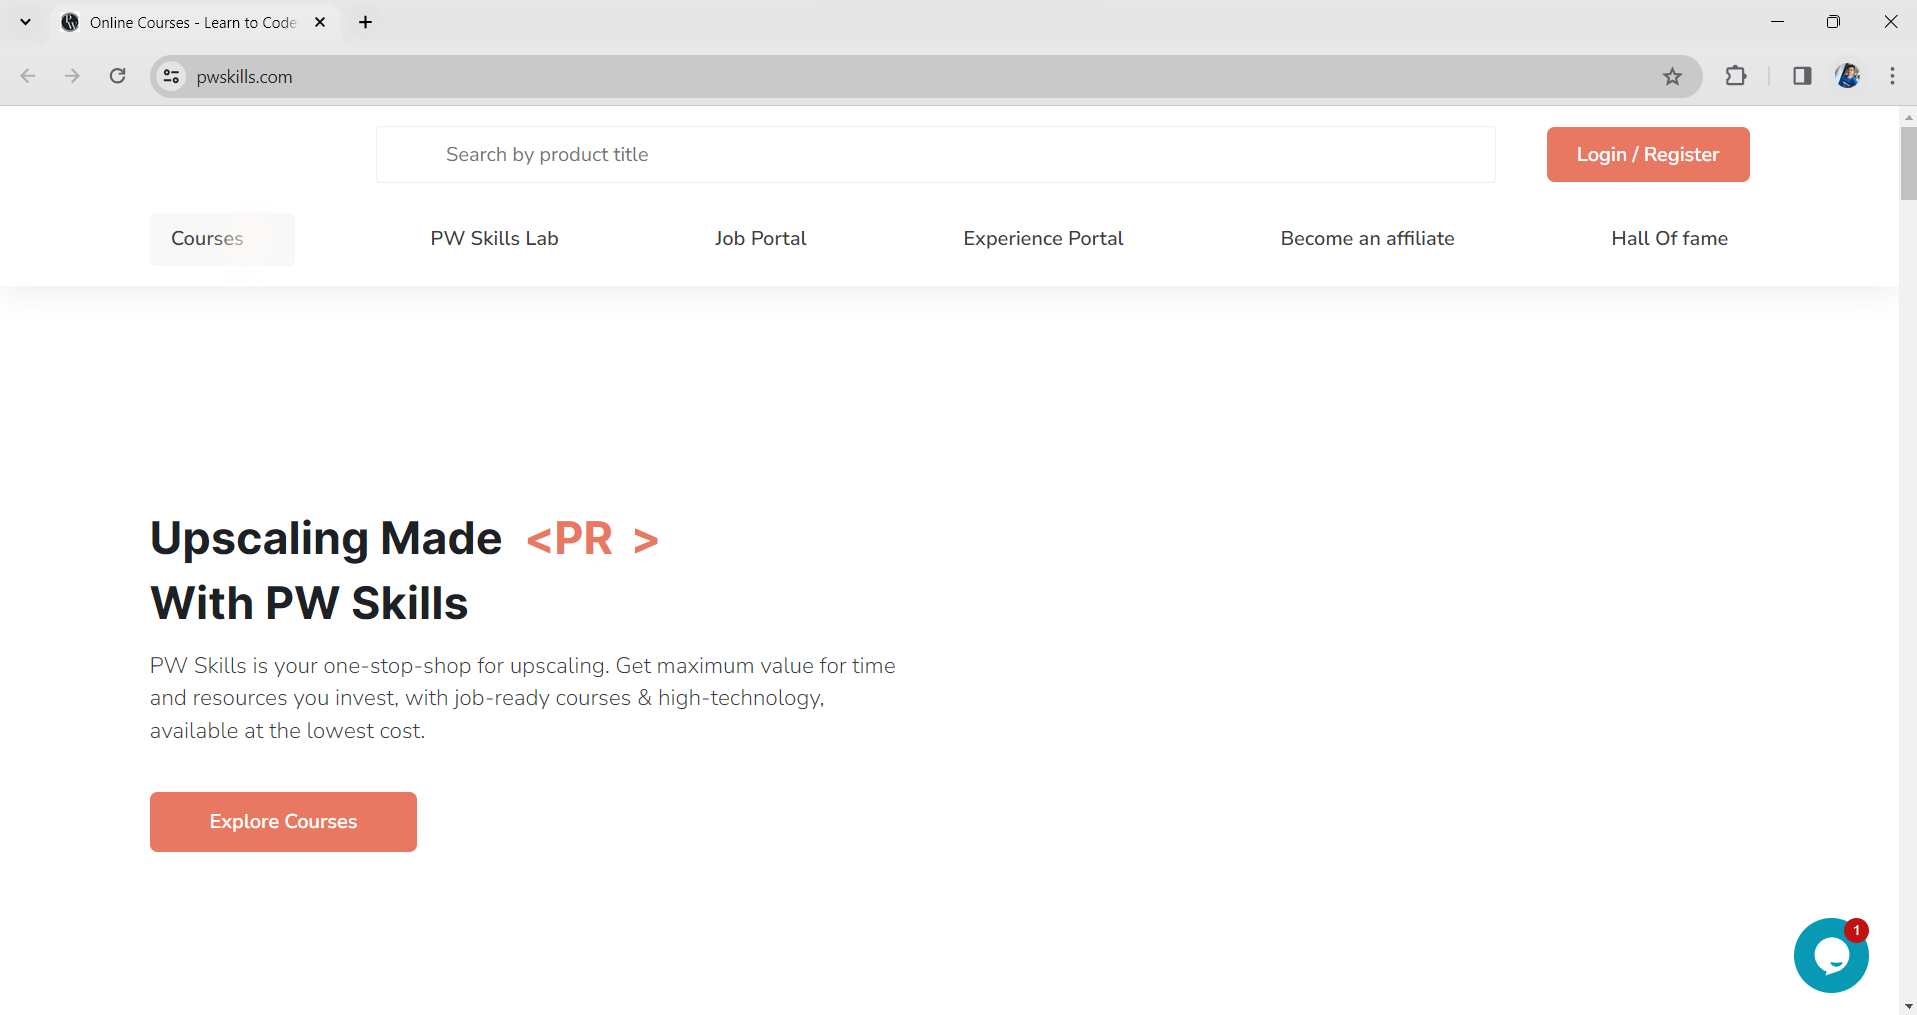 Online Courses - Learn to Code
pwskills.com
Search by product title
Login / Register
Courses
PW Skills Lab
Job Portal
Experience Portal
Become an affiliate
Hall Of fame
Upscaling Made <PR >
With PW Skills
PW Skills is your one-stop-shop for upscaling. Get maximum value for time
and resources you invest, with job-ready courses & high-technology,
available at the lowest cost.
Explore Courses
1